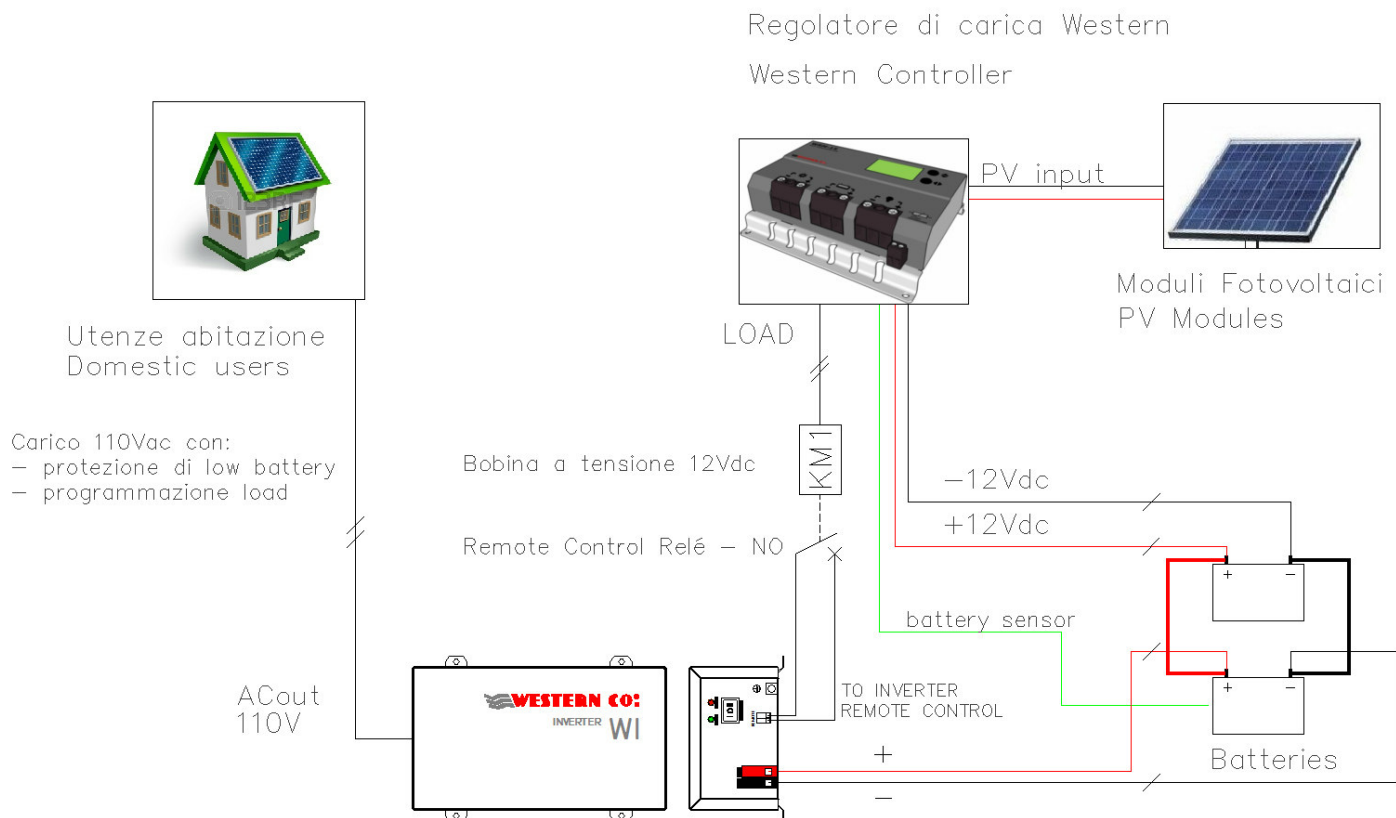 Regolatore di carica Western
Western Controller
PV input
Moduli Fotovoltaici
PV Modules
Utenze abitazione
Domestic users
LOAD
Carico 110Vac con:
– protezione di low battery
– programmazione load
Bobina a tensione 12Vdc
KM1
–12Vdc
+12Vdc
Remote Control Relé – NO
+ –
battery sensor
ACout
110V
WESTERN CO:
INVERTER WI
TO INVERTER
REMOTE CONTROL
+ –
Batteries
+
–